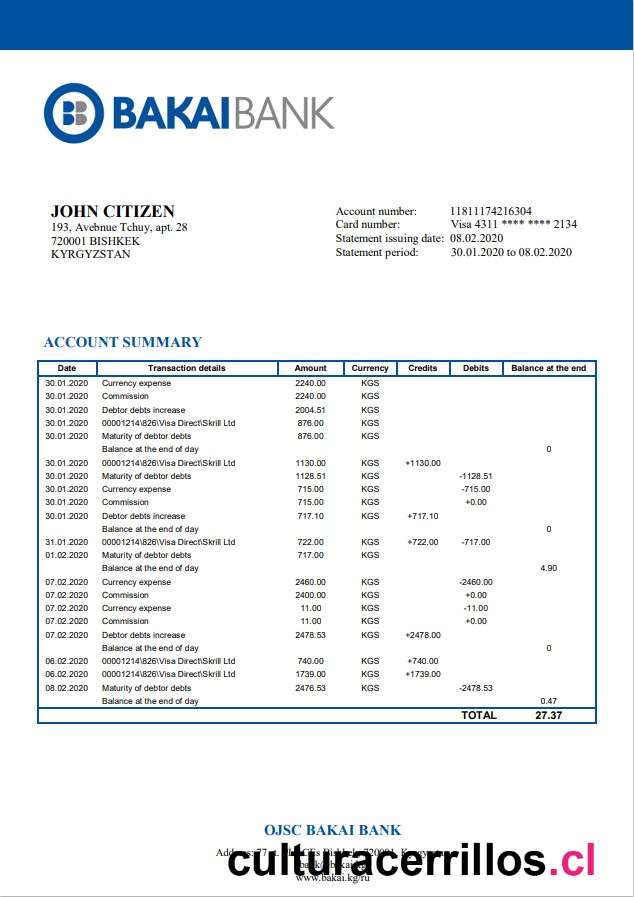 BAKAIBANK
JOHN CITIZEN
193, Avebnue Tchuy, apt. 28
720001 BISHKEK
KYRGYZSTAN
Account number: 11811174216304
Card number: Visa 4311 **** **** 2134
Statement issuing date: 08.02.2020
Statement period: 30.01.2020 to 08.02.2020
ACCOUNT SUMMARY
Date Transaction details Amount Currency Credits Debits Balance at the end
30.01.2020 Currency expense 2240.00 KGS
30.01.2020 Commission 2240.00 KGS
30.01.2020 Debtor debts increase 2004.51 KGS
30.01.2020 00001214\826\Visa Direct\Skrill Ltd 876.00 KGS
30.01.2020 Maturity of debtor debts 876.00 KGS
Balance at the end of day 0
30.01.2020 00001214\826\Visa Direct\Skrill Ltd 1130.00 KGS +1130.00
30.01.2020 Maturity of debtor debts 1128.51 KGS -1128.51
30.01.2020 Currency expense 715.00 KGS -715.00
30.01.2020 Commission 715.00 KGS +0.00
30.01.2020 Debtor debts increase 717.10 KGS +717.10
Balance at the end of day 0
31.01.2020 00001214\826\Visa Direct\Skrill Ltd 722.00 KGS +722.00 -717.00
01.02.2020 Maturity of debtor debts 717.00 KGS
Balance at the end of day 4.90
07.02.2020 Currency expense 2460.00 KGS -2460.00
07.02.2020 Commission 2400.00 KGS +0.00
07.02.2020 Currency expense 11.00 KGS -11.00
07.02.2020 Commission 11.00 KGS +0.00
07.02.2020 Debtor debts increase 2478.53 KGS +2478.00
Balance at the end of day 0
06.02.2020 00001214\826\Visa Direct\Skrill Ltd 740.00 KGS +740.00
06.02.2020 00001214\826\Visa Direct\Skrill Ltd 1739.00 KGS +1739.00
08.02.2020 Maturity of debtor debts 2476.53 KGS -2478.53
Balance at the end of day 0.47
TOTAL 27.37
OJSC BAKAI BANK
Bishkek, 720001, Kyrgyzstan
culturacerrillos.cl
www.bakai.kg/ru